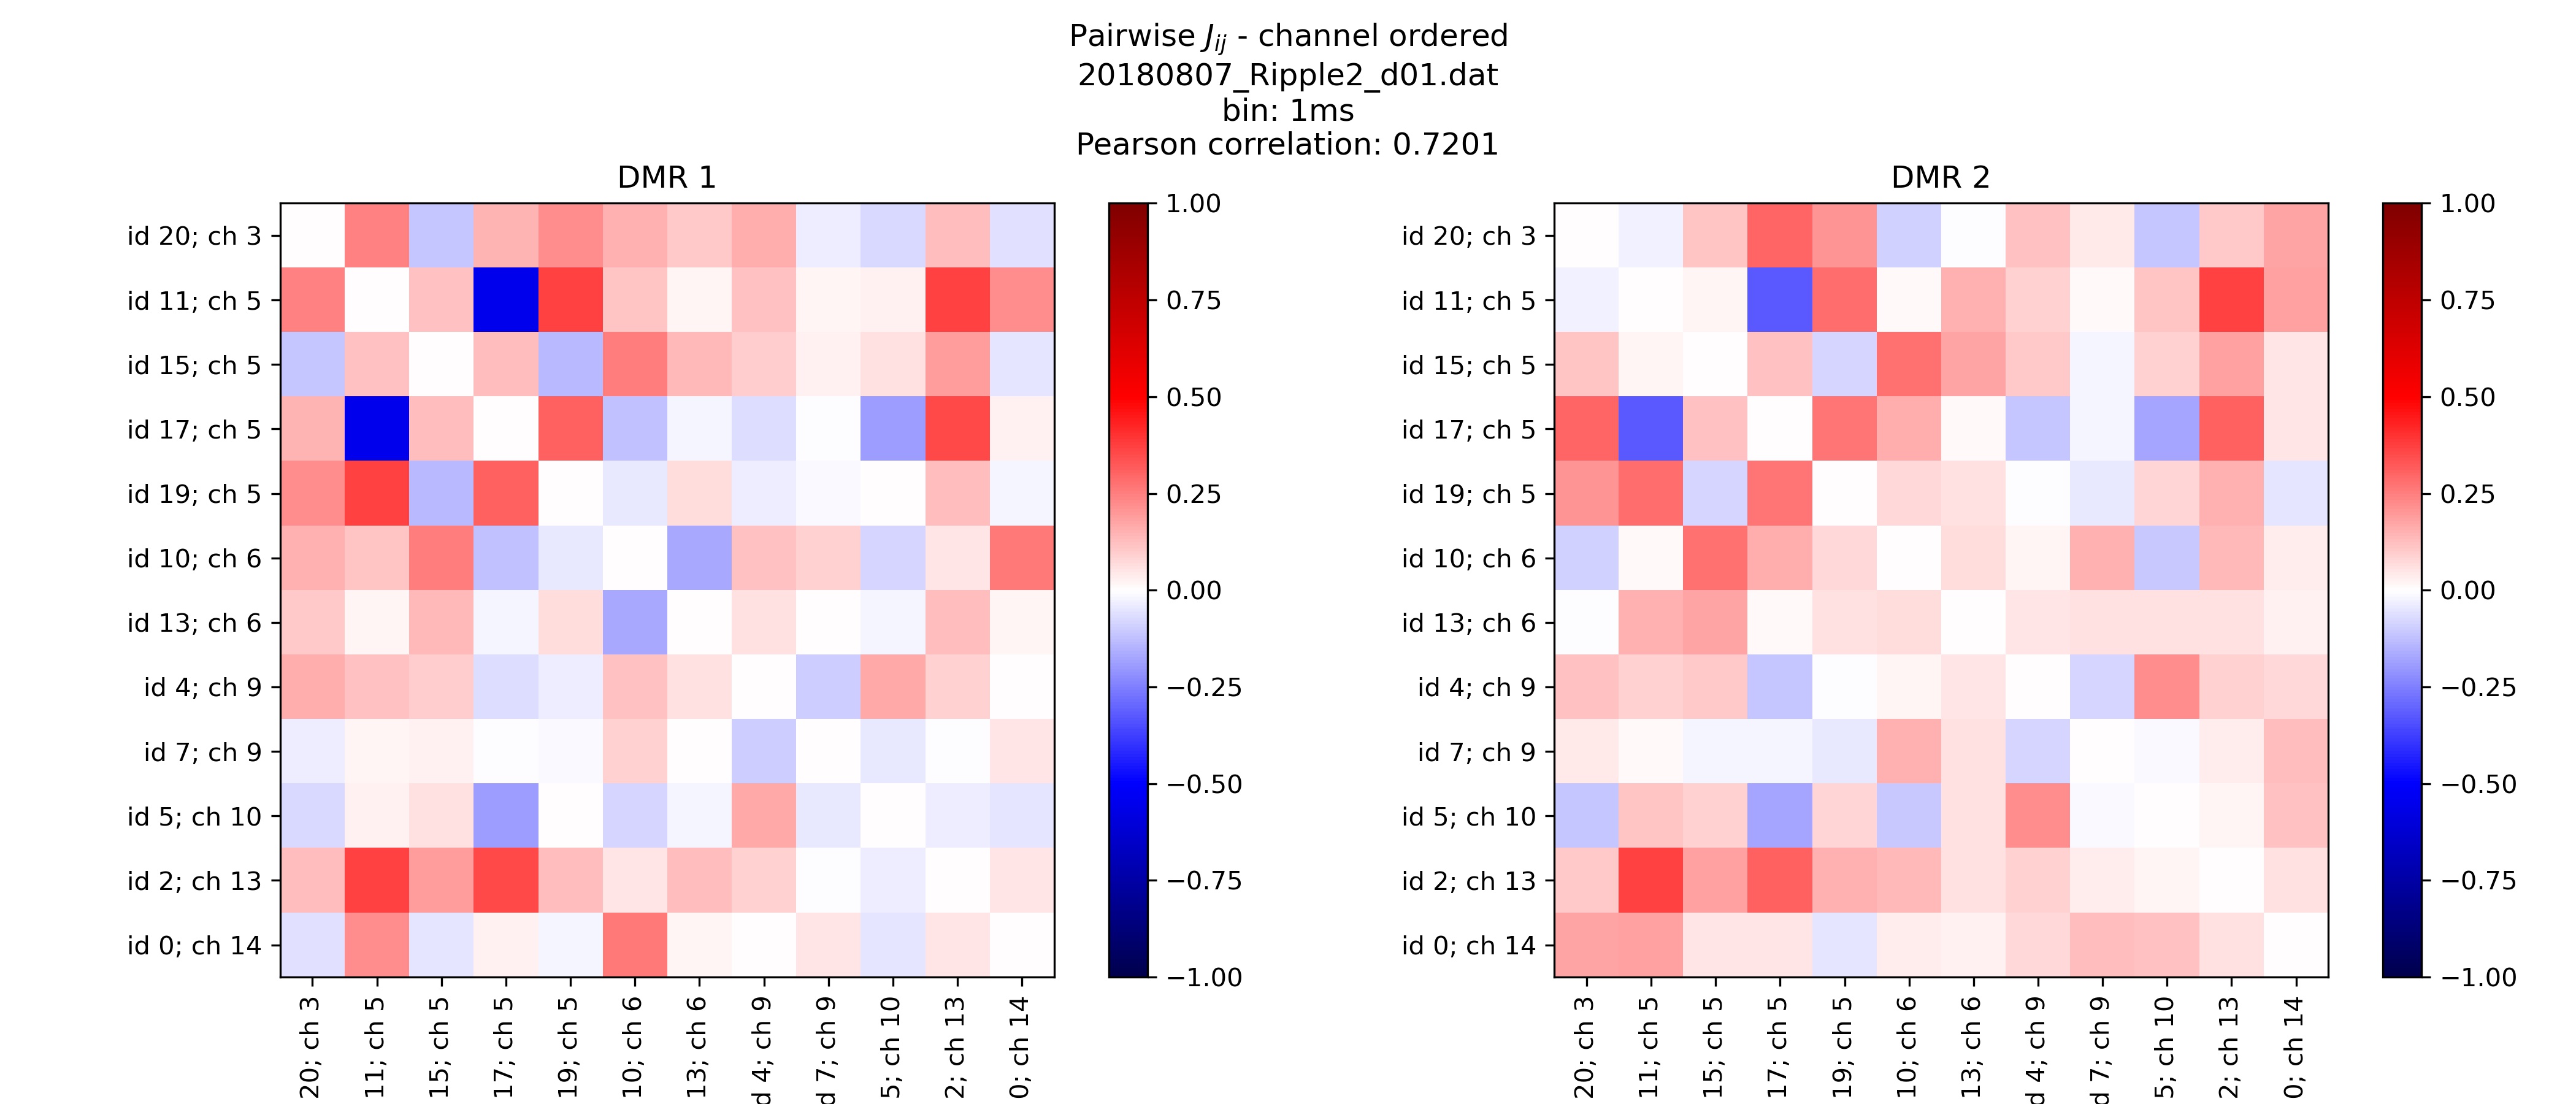 Pairwise J_ij - channel ordered
20180807_Ripple2_d01.dat
bin: 1ms
Pearson correlation: 0.7201
DMR 1
id 20; ch 3
id 11; ch 5
id 15; ch 5
id 17; ch 5
id 19; ch 5
id 10; ch 6
id 13; ch 6
id 4; ch 9
id 7; ch 9
id 5; ch 10
id 2; ch 13
id 0; ch 14
20; ch 3
11; ch 5
15; ch 5
17; ch 5
19; ch 5
10; ch 6
13; ch 6
d 4; ch 9
d 7; ch 9
5; ch 10
2; ch 13
0; ch 14
1.00
0.75
0.50
0.25
0.00
−0.25
−0.50
−0.75
−1.00
DMR 2
id 20; ch 3
id 11; ch 5
id 15; ch 5
id 17; ch 5
id 19; ch 5
id 10; ch 6
id 13; ch 6
id 4; ch 9
id 7; ch 9
id 5; ch 10
id 2; ch 13
id 0; ch 14
20; ch 3
11; ch 5
15; ch 5
17; ch 5
19; ch 5
10; ch 6
13; ch 6
d 4; ch 9
d 7; ch 9
5; ch 10
2; ch 13
0; ch 14
1.00
0.75
0.50
0.25
0.00
−0.25
−0.50
−0.75
−1.00